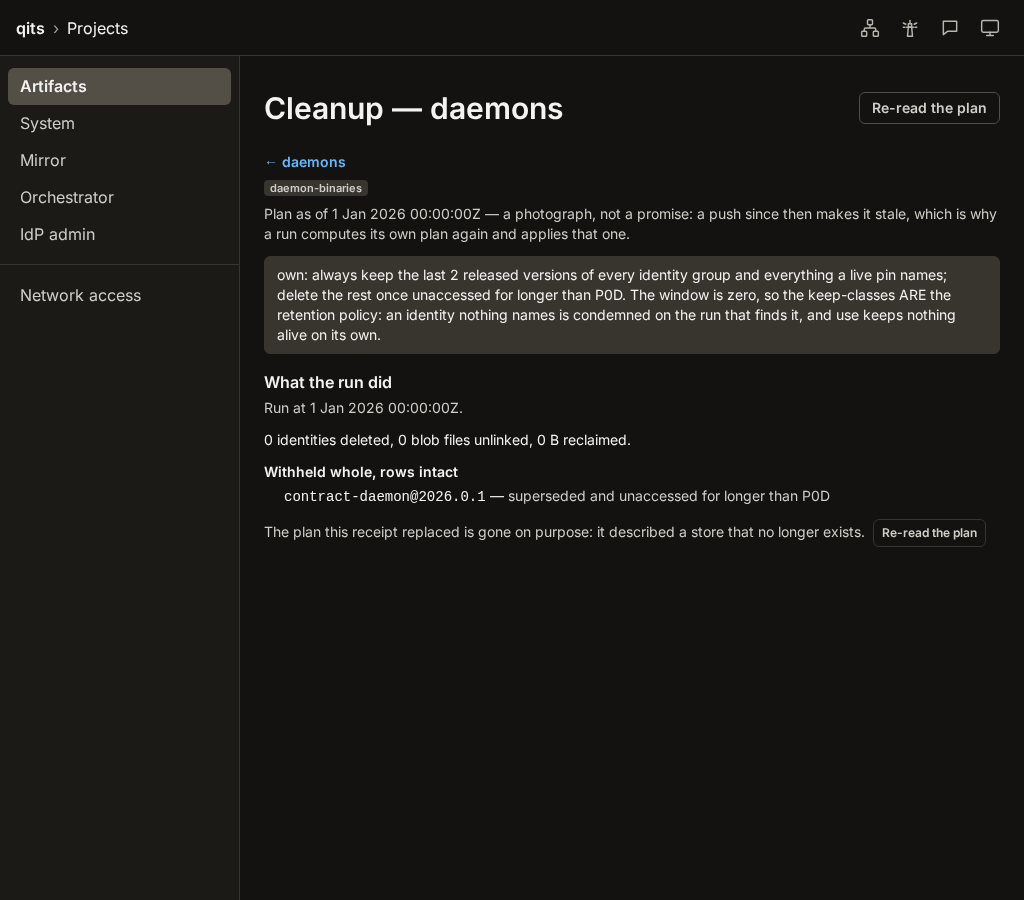 qits › Projects
Artifacts
System
Mirror
Orchestrator
IdP admin
Network access
Cleanup — daemons
Re-read the plan
← daemons
daemon-binaries
Plan as of 1 Jan 2026 00:00:00Z — a photograph, not a promise: a push since then makes it stale, which is why
a run computes its own plan again and applies that one.
own: always keep the last 2 released versions of every identity group and everything a live pin names;
delete the rest once unaccessed for longer than P0D. The window is zero, so the keep-classes ARE the
retention policy: an identity nothing names is condemned on the run that finds it, and use keeps nothing
alive on its own.
What the run did
Run at 1 Jan 2026 00:00:00Z.
0 identities deleted, 0 blob files unlinked, 0 B reclaimed.
Withheld whole, rows intact
contract-daemon@2026.0.1 — superseded and unaccessed for longer than P0D
The plan this receipt replaced is gone on purpose: it described a store that no longer exists. Re-read the plan